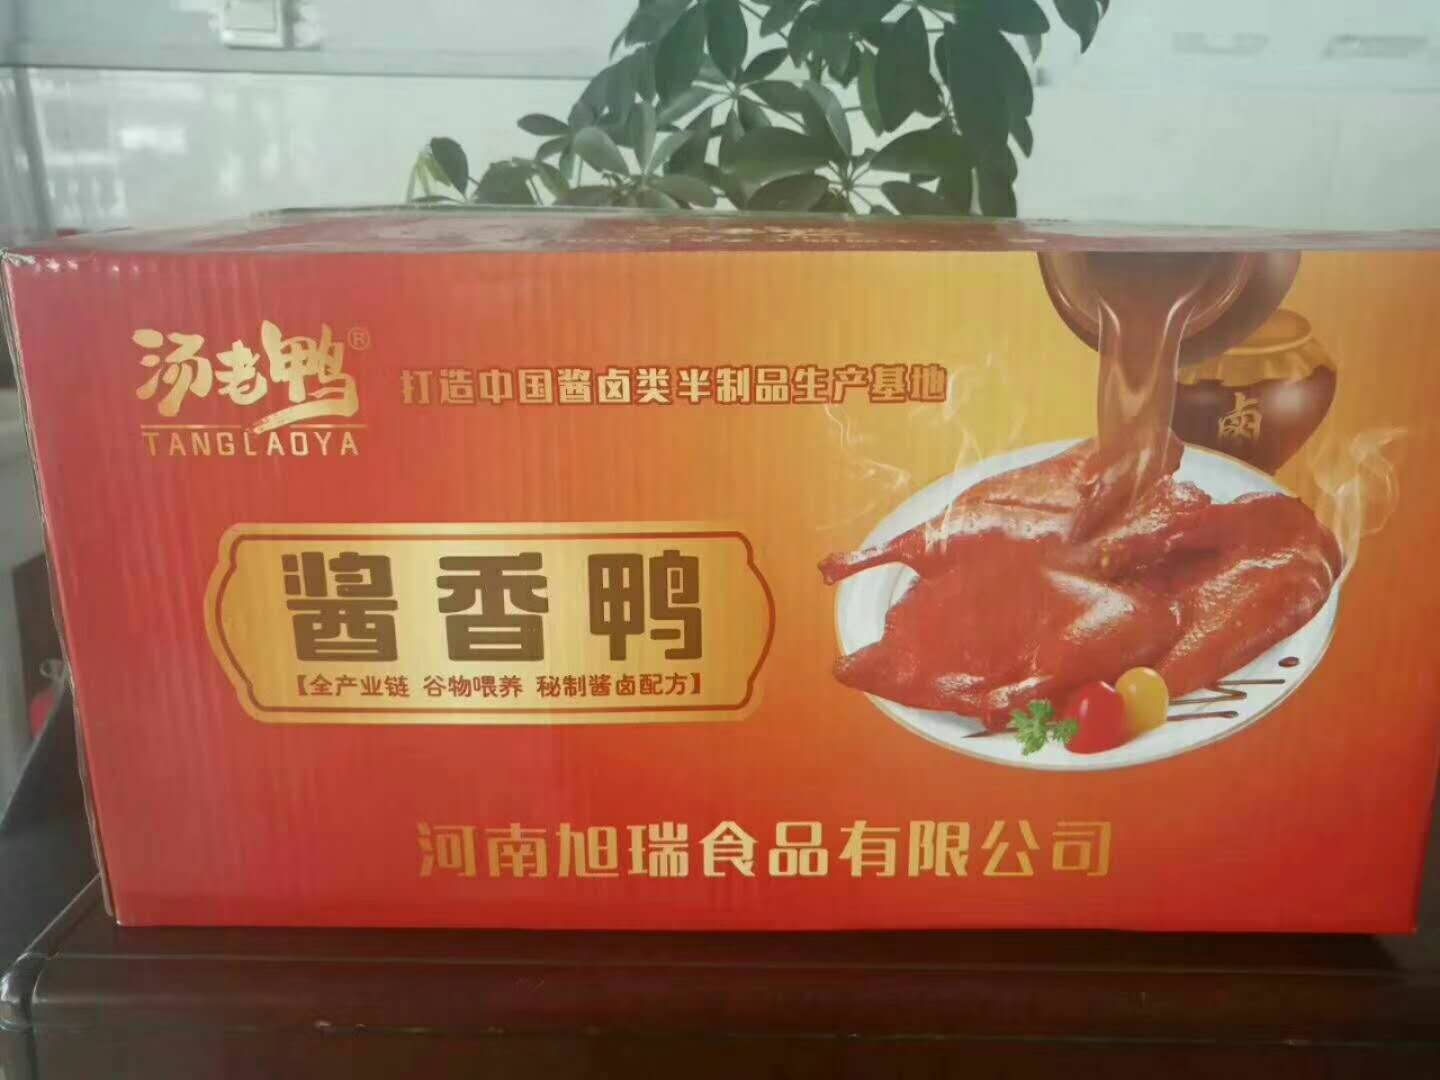 汤老鸭®
TANGLAOYA
打造中国酱卤类半制品生产基地
卤
酱香鸭
【全产业链 谷物喂养 秘制酱卤配方】
河南旭瑞食品有限公司